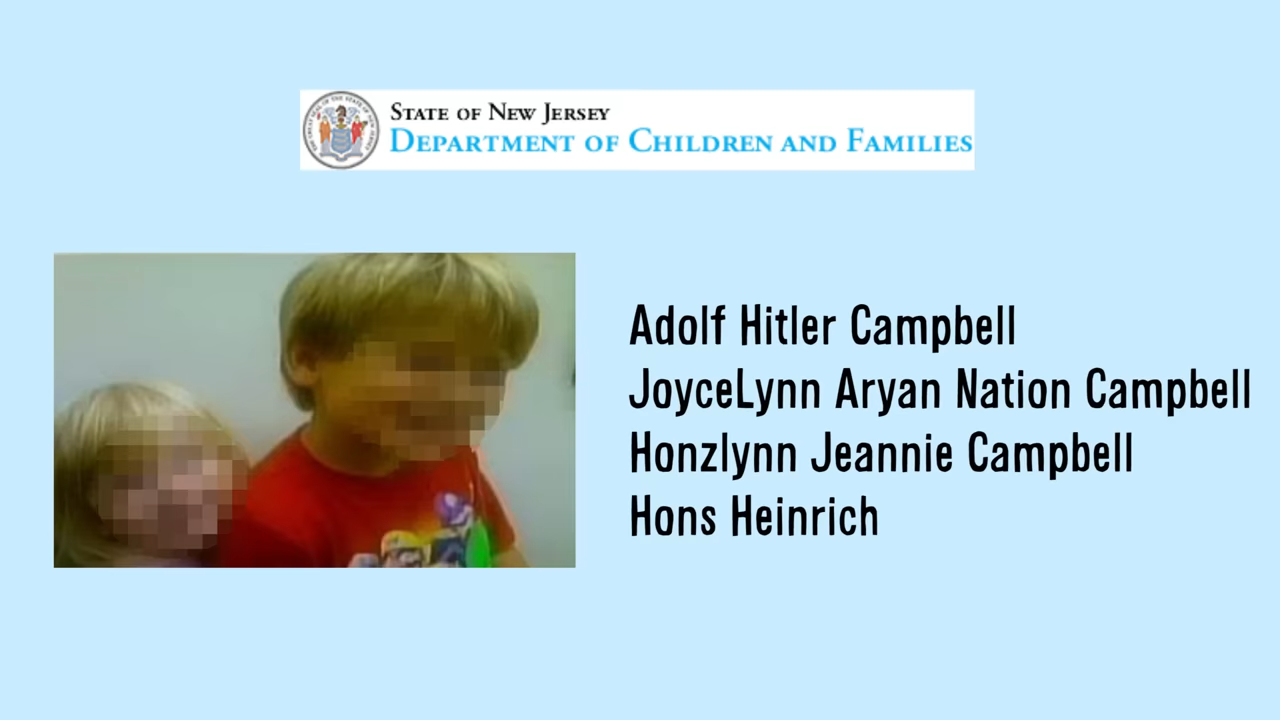 STATE OF NEW JERSEY
DEPARTMENT OF CHILDREN AND FAMILIES
Adolf Hitler Campbell
JoyceLynn Aryan Nation Campbell
Honzlynn Jeannie Campbell
Hons Heinrich